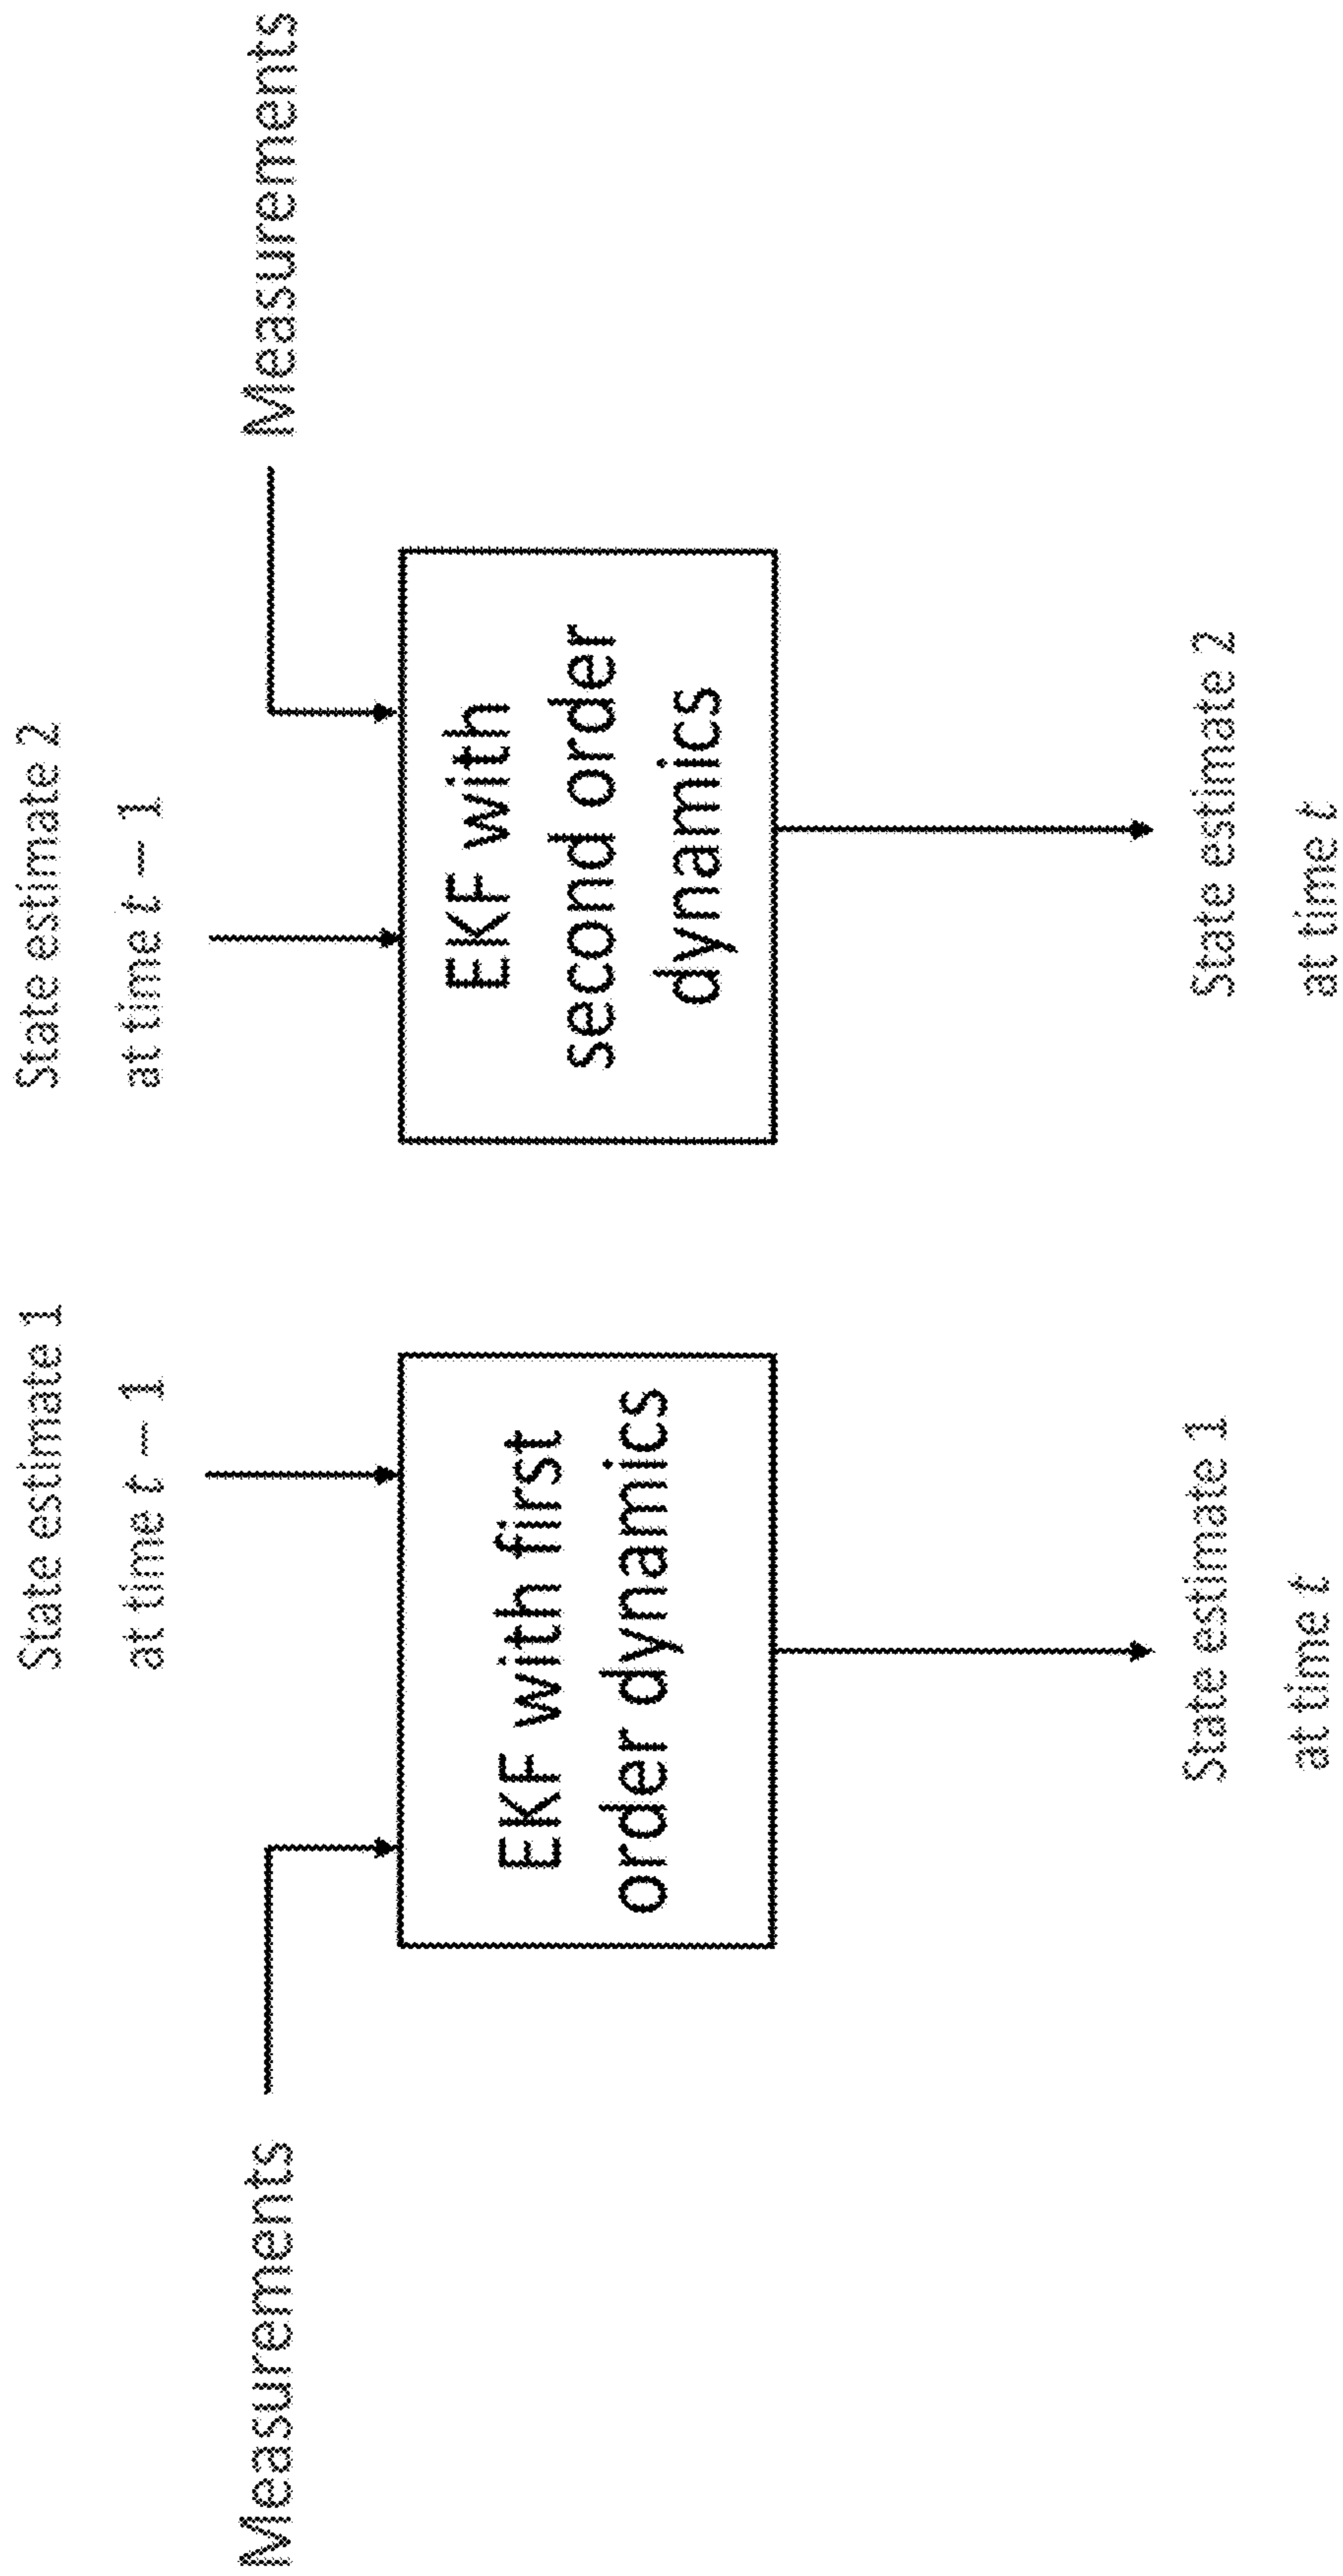 Measurements
State estimate 1
at time t – 1
EKF with first
order dynamics
State estimate 1
at time t
State estimate 2
at time t – 1
Measurements
EKF with
second order
dynamics
State estimate 2
at time t